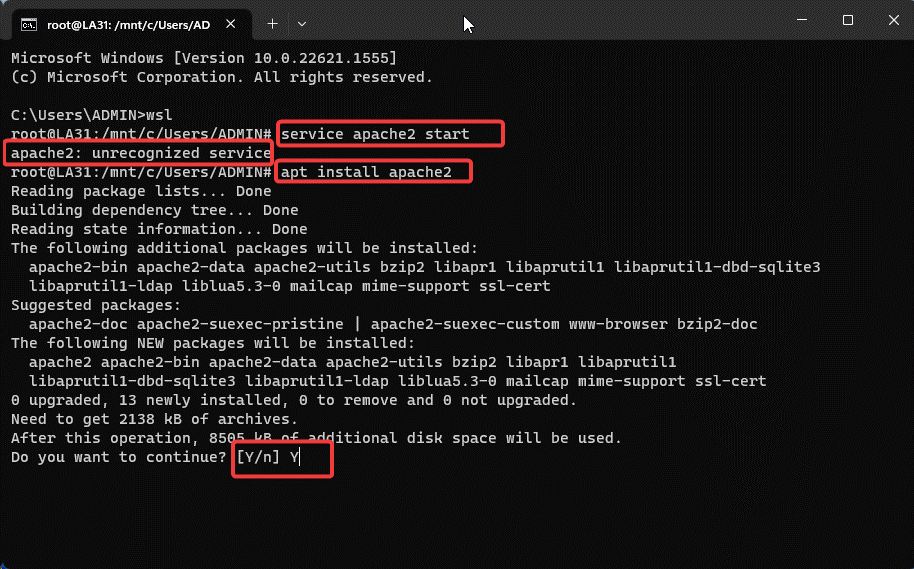 root@LA31: /mnt/c/Users/AD
Microsoft Windows [Version 10.0.22621.1555]
(c) Microsoft Corporation. All rights reserved.
C:\Users\ADMIN>wsl
root@LA31:/mnt/c/Users/ADMIN# service apache2 start
apache2: unrecognized service
root@LA31:/mnt/c/Users/ADMIN# apt install apache2
Reading package lists... Done
Building dependency tree... Done
Reading state information... Done
The following additional packages will be installed:
apache2-bin apache2-data apache2-utils bzip2 libapr1 libaprutil1 libaprutil1-dbd-sqlite3
libaprutil1-ldap liblua5.3-0 mailcap mime-support ssl-cert
Suggested packages:
apache2-doc apache2-suexec-pristine | apache2-suexec-custom www-browser bzip2-doc
The following NEW packages will be installed:
apache2 apache2-bin apache2-data apache2-utils bzip2 libapr1 libaprutil1
libaprutil1-dbd-sqlite3 libaprutil1-ldap liblua5.3-0 mailcap mime-support ssl-cert
0 upgraded, 13 newly installed, 0 to remove and 0 not upgraded.
Need to get 2138 kB of archives.
After this operation, 8505 kB of additional disk space will be used.
Do you want to continue? [Y/n] Y